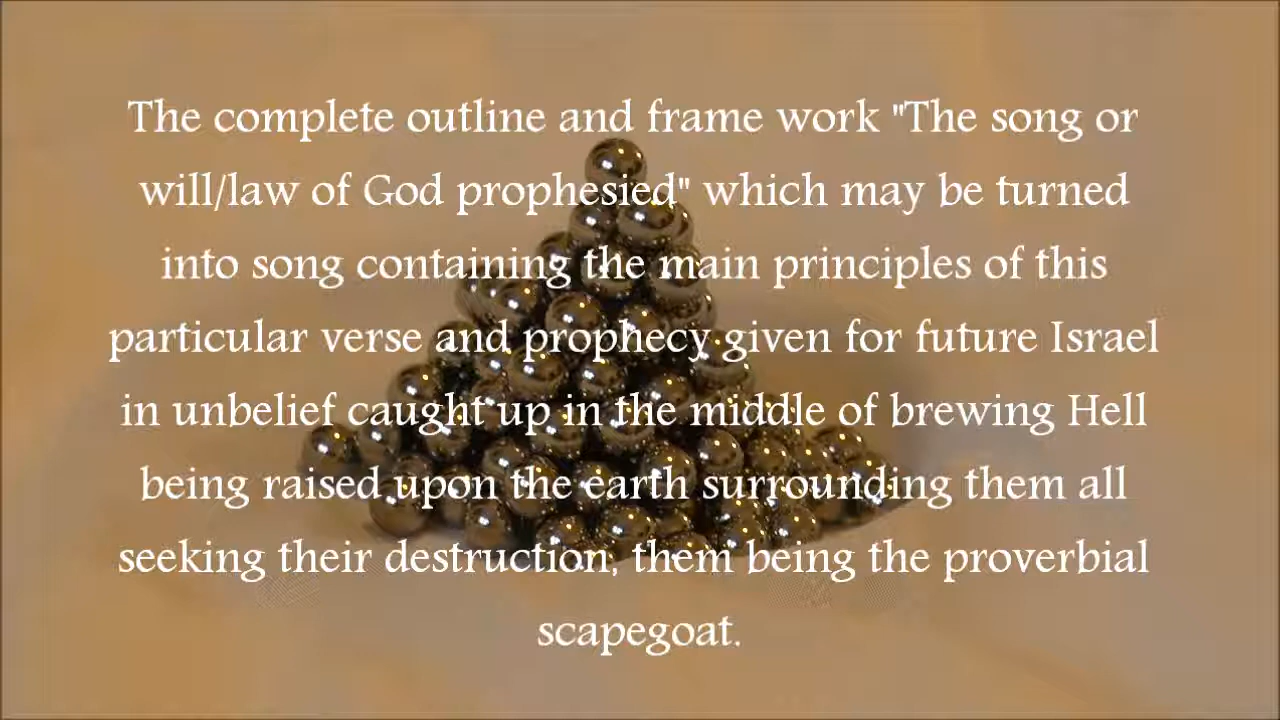 The complete outline and frame work "The song or
will/law of God prophesied" which may be turned
into song containing the main principles of this
particular verse and prophecy given for future Israel
in unbelief caught up in the middle of brewing Hell
being raised upon the earth surrounding them all
seeking their destruction, them being the proverbial
scapegoat.